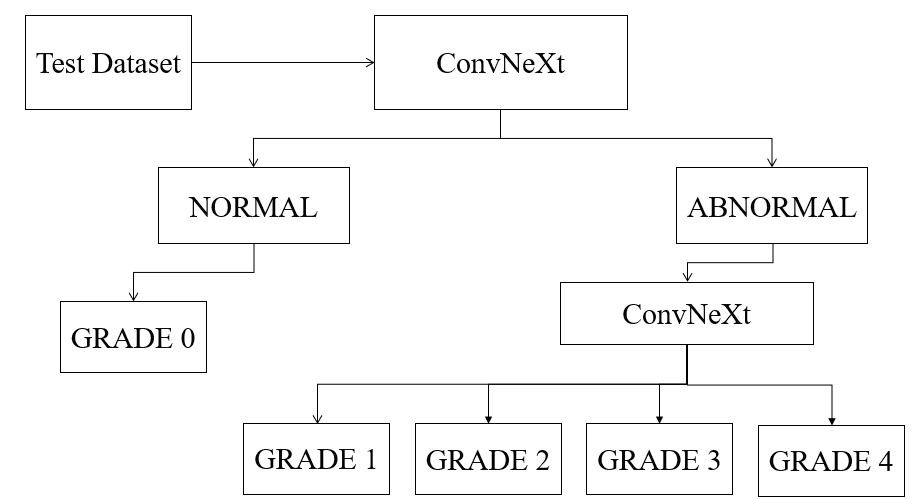 Test Dataset
ConvNeXt
NORMAL
ABNORMAL
GRADE 0
ConvNeXt
GRADE 1
GRADE 2
GRADE 3
GRADE 4